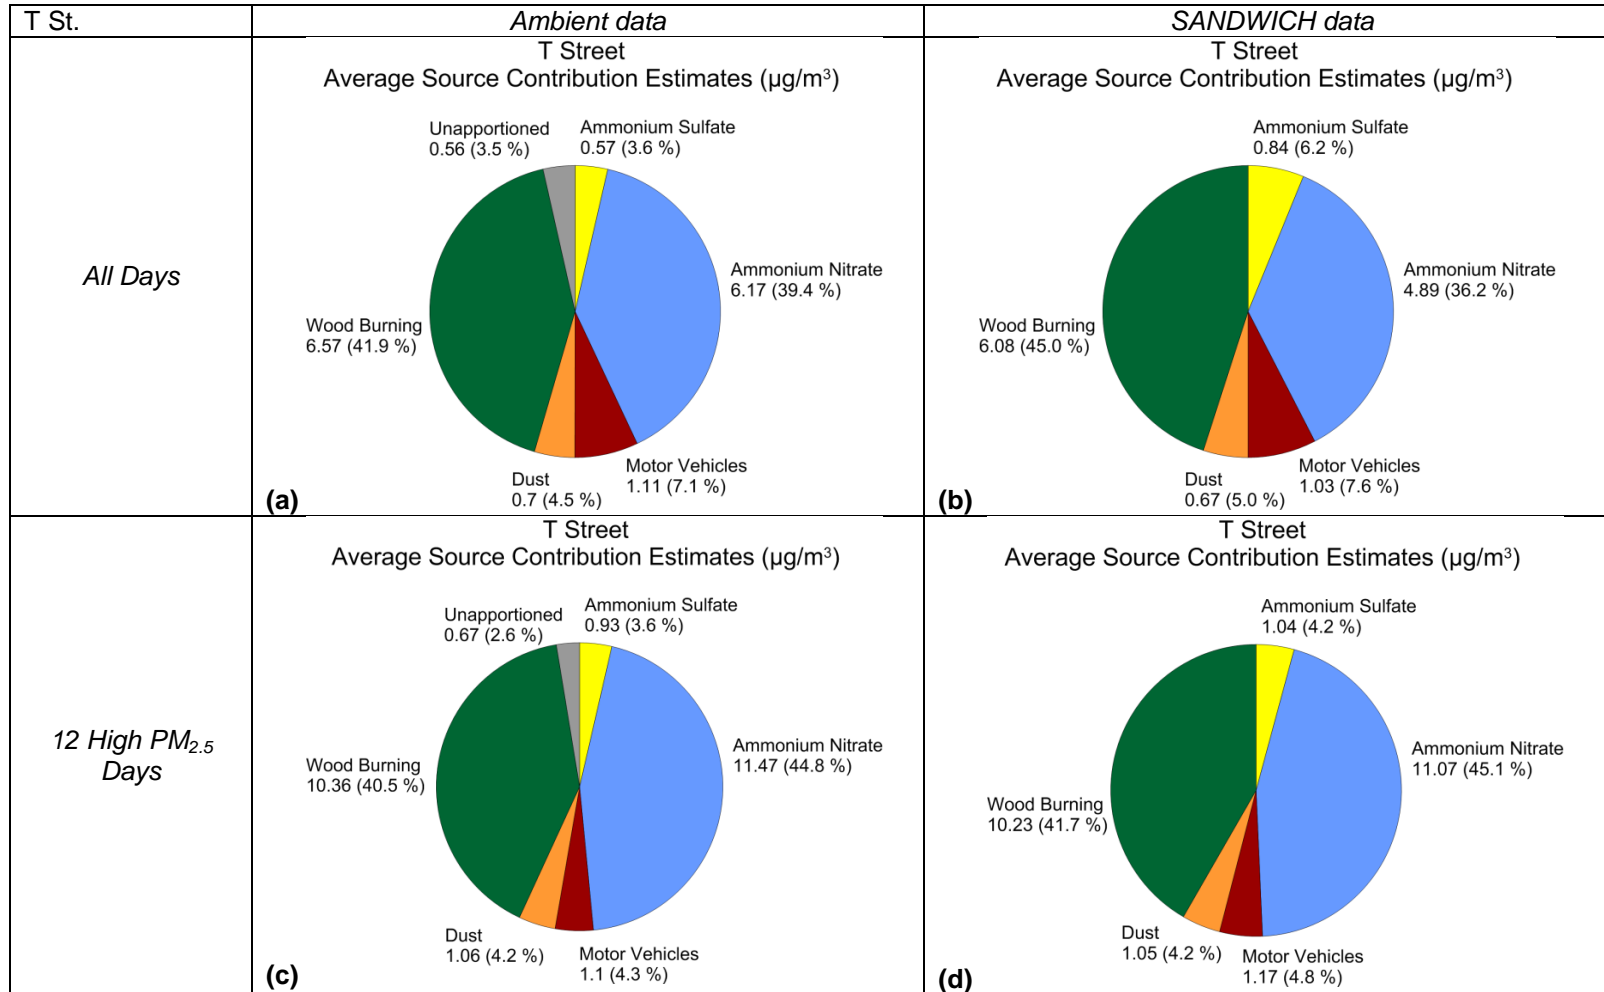 T St.
Ambient data
SANDWICH data
All Days
T Street
Average Source Contribution Estimates (µg/m³)
Unapportioned
0.56 (3.5 %)
Ammonium Sulfate
0.57 (3.6 %)
Ammonium Nitrate
6.17 (39.4 %)
Wood Burning
6.57 (41.9 %)
Motor Vehicles
1.11 (7.1 %)
Dust
0.7 (4.5 %)
(a)
T Street
Average Source Contribution Estimates (µg/m³)
Ammonium Sulfate
0.84 (6.2 %)
Ammonium Nitrate
4.89 (36.2 %)
Wood Burning
6.08 (45.0 %)
Motor Vehicles
1.03 (7.6 %)
Dust
0.67 (5.0 %)
(b)
12 High PM2.5
Days
T Street
Average Source Contribution Estimates (µg/m³)
Unapportioned
0.67 (2.6 %)
Ammonium Sulfate
0.93 (3.6 %)
Ammonium Nitrate
11.47 (44.8 %)
Wood Burning
10.36 (40.5 %)
Dust
1.06 (4.2 %)
Motor Vehicles
1.1 (4.3 %)
(c)
T Street
Average Source Contribution Estimates (µg/m³)
Ammonium Sulfate
1.04 (4.2 %)
Ammonium Nitrate
11.07 (45.1 %)
Wood Burning
10.23 (41.7 %)
Dust
1.05 (4.2 %)
Motor Vehicles
1.17 (4.8 %)
(d)